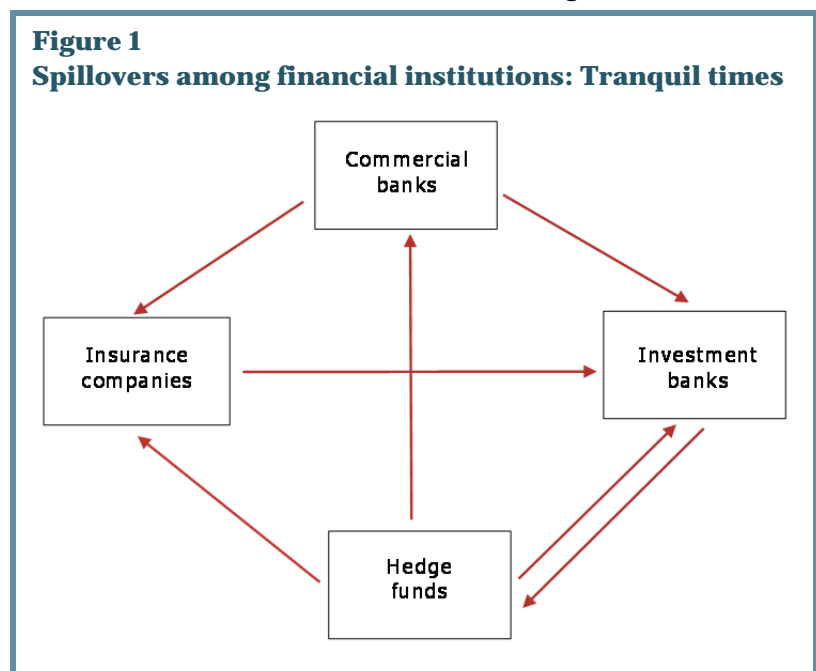 Figure 1
Spillovers among financial institutions: Tranquil times
Commercial
banks
Insurance
companies
Investment
banks
Hedge
funds